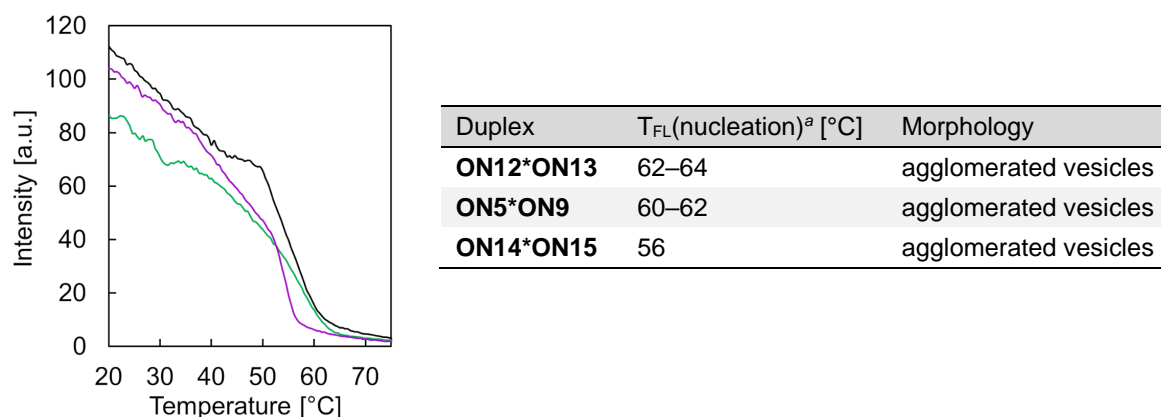 120
100
80
60
40
20
0
Intensity [a.u.]
20 30 40 50 60 70
Temperature [°C]
Duplex T_FL(nucleation)^a [°C] Morphology
ON12*ON13 62–64 agglomerated vesicles
ON5*ON9 60–62 agglomerated vesicles
ON14*ON15 56 agglomerated vesicles